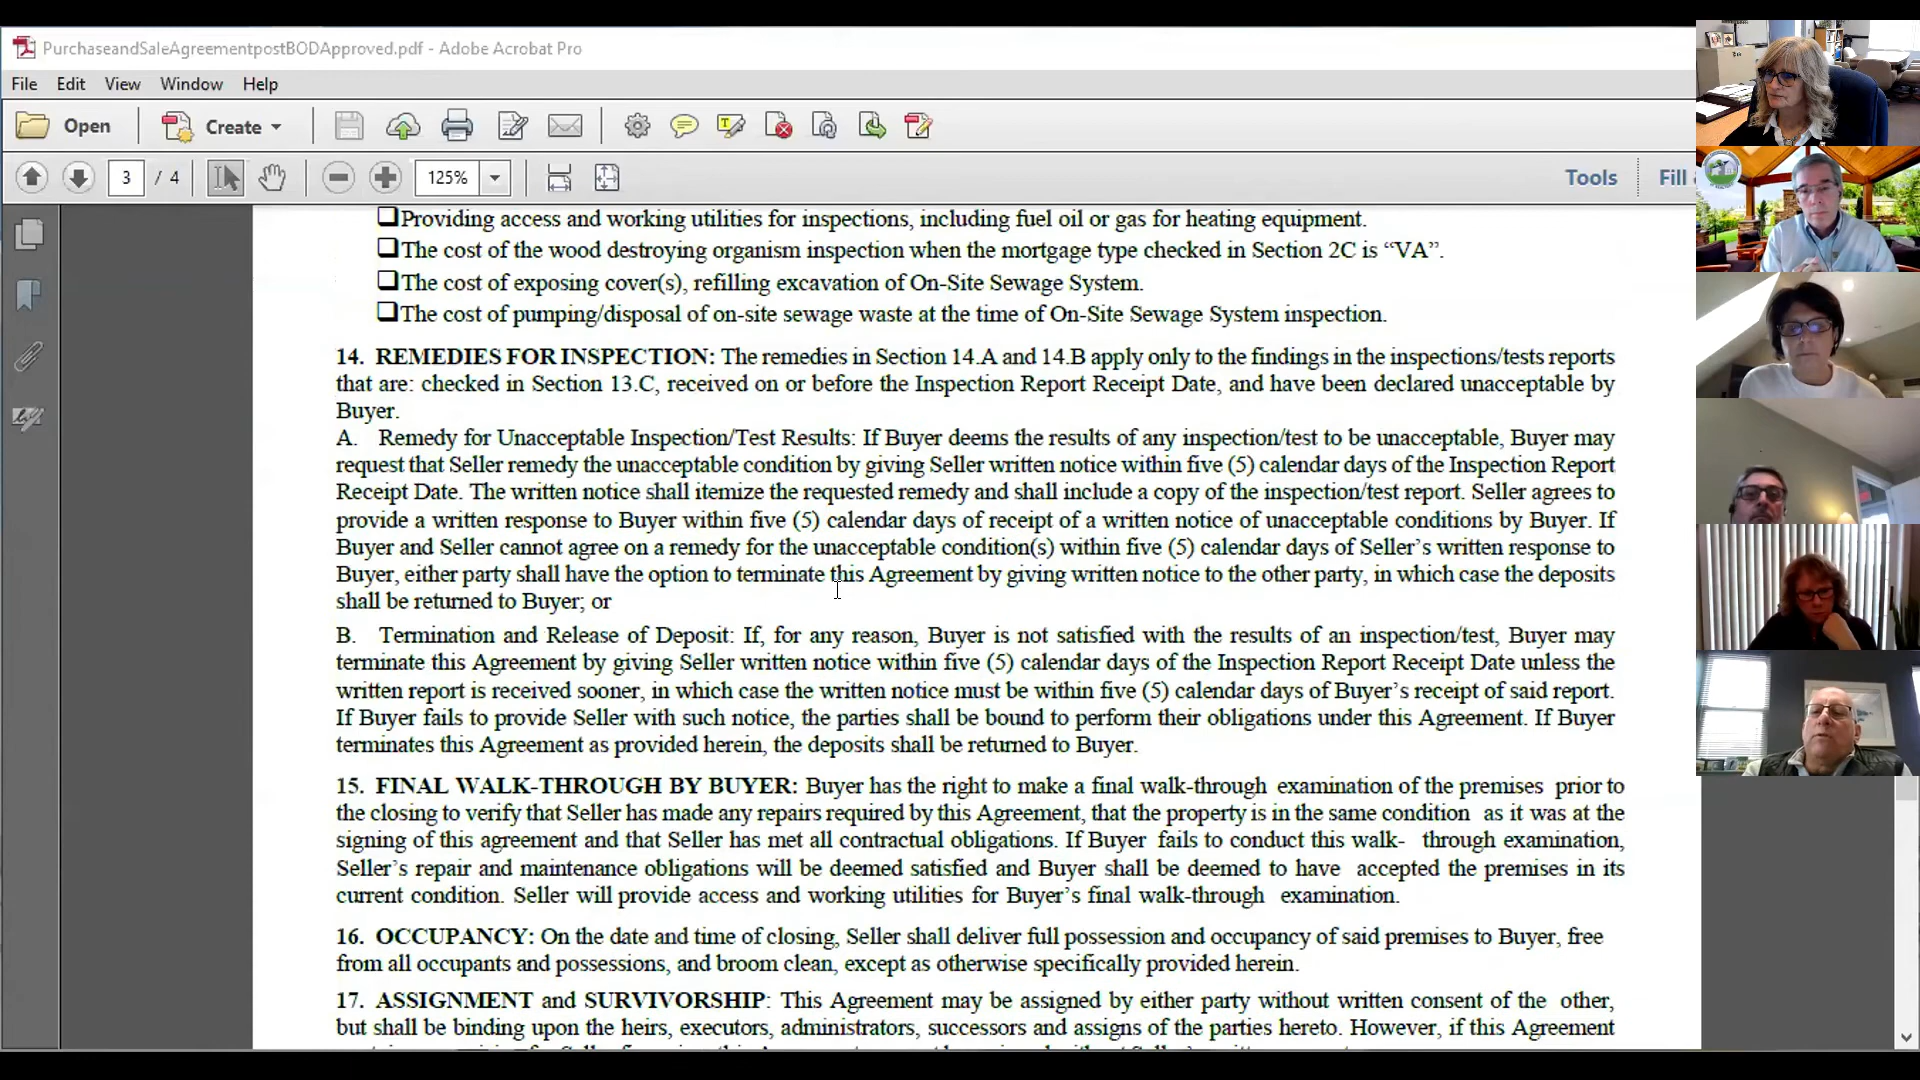 PurchaseandSaleAgreementpostBODApproved.pdf - Adobe Acrobat Pro
File Edit View Window Help
Open Create
3 / 4 125% Tools Fill
Providing access and working utilities for inspections, including fuel oil or gas for heating equipment.
The cost of the wood destroying organism inspection when the mortgage type checked in Section 2C is “VA”.
The cost of exposing cover(s), refilling excavation of On-Site Sewage System.
The cost of pumping/disposal of on-site sewage waste at the time of On-Site Sewage System inspection.
14. REMEDIES FOR INSPECTION: The remedies in Section 14.A and 14.B apply only to the findings in the inspections/tests reports
that are: checked in Section 13.C, received on or before the Inspection Report Receipt Date, and have been declared unacceptable by
Buyer.
A. Remedy for Unacceptable Inspection/Test Results: If Buyer deems the results of any inspection/test to be unacceptable, Buyer may
request that Seller remedy the unacceptable condition by giving Seller written notice within five (5) calendar days of the Inspection Report
Receipt Date. The written notice shall itemize the requested remedy and shall include a copy of the inspection/test report. Seller agrees to
provide a written response to Buyer within five (5) calendar days of receipt of a written notice of unacceptable conditions by Buyer. If
Buyer and Seller cannot agree on a remedy for the unacceptable condition(s) within five (5) calendar days of Seller’s written response to
Buyer, either party shall have the option to terminate this Agreement by giving written notice to the other party, in which case the deposits
shall be returned to Buyer; or
B. Termination and Release of Deposit: If, for any reason, Buyer is not satisfied with the results of an inspection/test, Buyer may
terminate this Agreement by giving Seller written notice within five (5) calendar days of the Inspection Report Receipt Date unless the
written report is received sooner, in which case the written notice must be within five (5) calendar days of Buyer’s receipt of said report.
If Buyer fails to provide Seller with such notice, the parties shall be bound to perform their obligations under this Agreement. If Buyer
terminates this Agreement as provided herein, the deposits shall be returned to Buyer.
15. FINAL WALK-THROUGH BY BUYER: Buyer has the right to make a final walk-through examination of the premises prior to
the closing to verify that Seller has made any repairs required by this Agreement, that the property is in the same condition as it was at the
signing of this agreement and that Seller has met all contractual obligations. If Buyer fails to conduct this walk- through examination,
Seller’s repair and maintenance obligations will be deemed satisfied and Buyer shall be deemed to have accepted the premises in its
current condition. Seller will provide access and working utilities for Buyer’s final walk-through examination.
16. OCCUPANCY: On the date and time of closing, Seller shall deliver full possession and occupancy of said premises to Buyer, free
from all occupants and possessions, and broom clean, except as otherwise specifically provided herein.
17. ASSIGNMENT and SURVIVORSHIP: This Agreement may be assigned by either party without written consent of the other,
but shall be binding upon the heirs, executors, administrators, successors and assigns of the parties hereto. However, if this Agreement